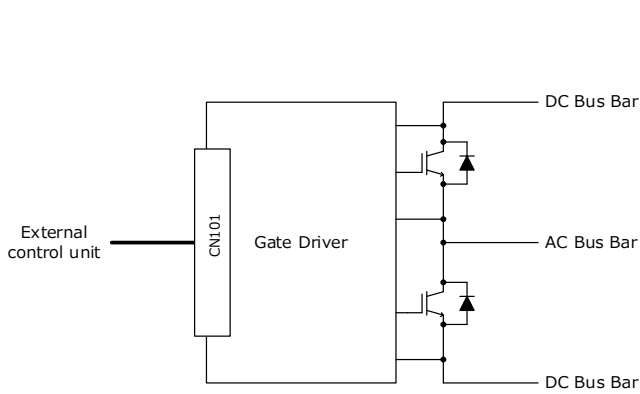 DC Bus Bar
External
control unit
CN101
Gate Driver
AC Bus Bar
DC Bus Bar